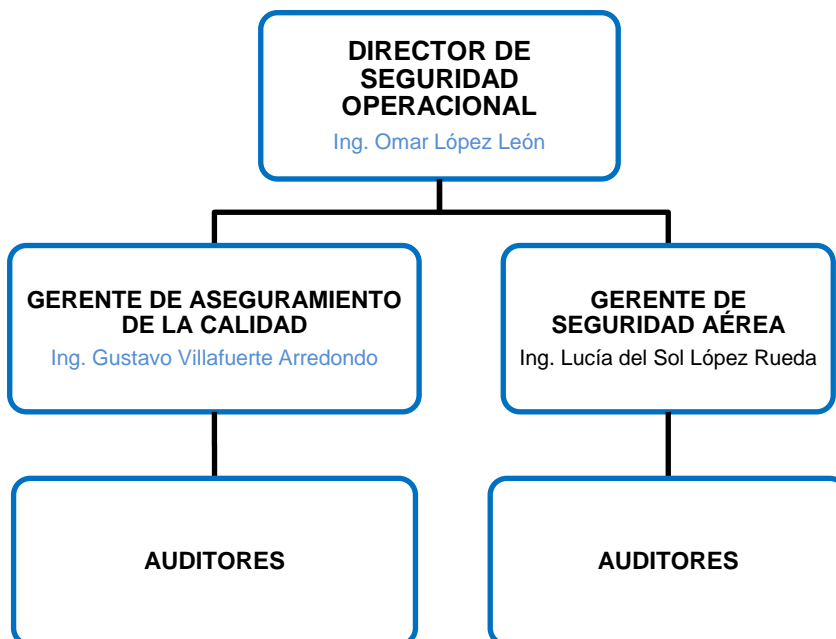 DIRECTOR DE
SEGURIDAD
OPERACIONAL
Ing. Omar López León
GERENTE DE ASEGURAMIENTO
DE LA CALIDAD
Ing. Gustavo Villafuerte Arredondo
GERENTE DE
SEGURIDAD AÉREA
Ing. Lucía del Sol López Rueda
AUDITORES
AUDITORES